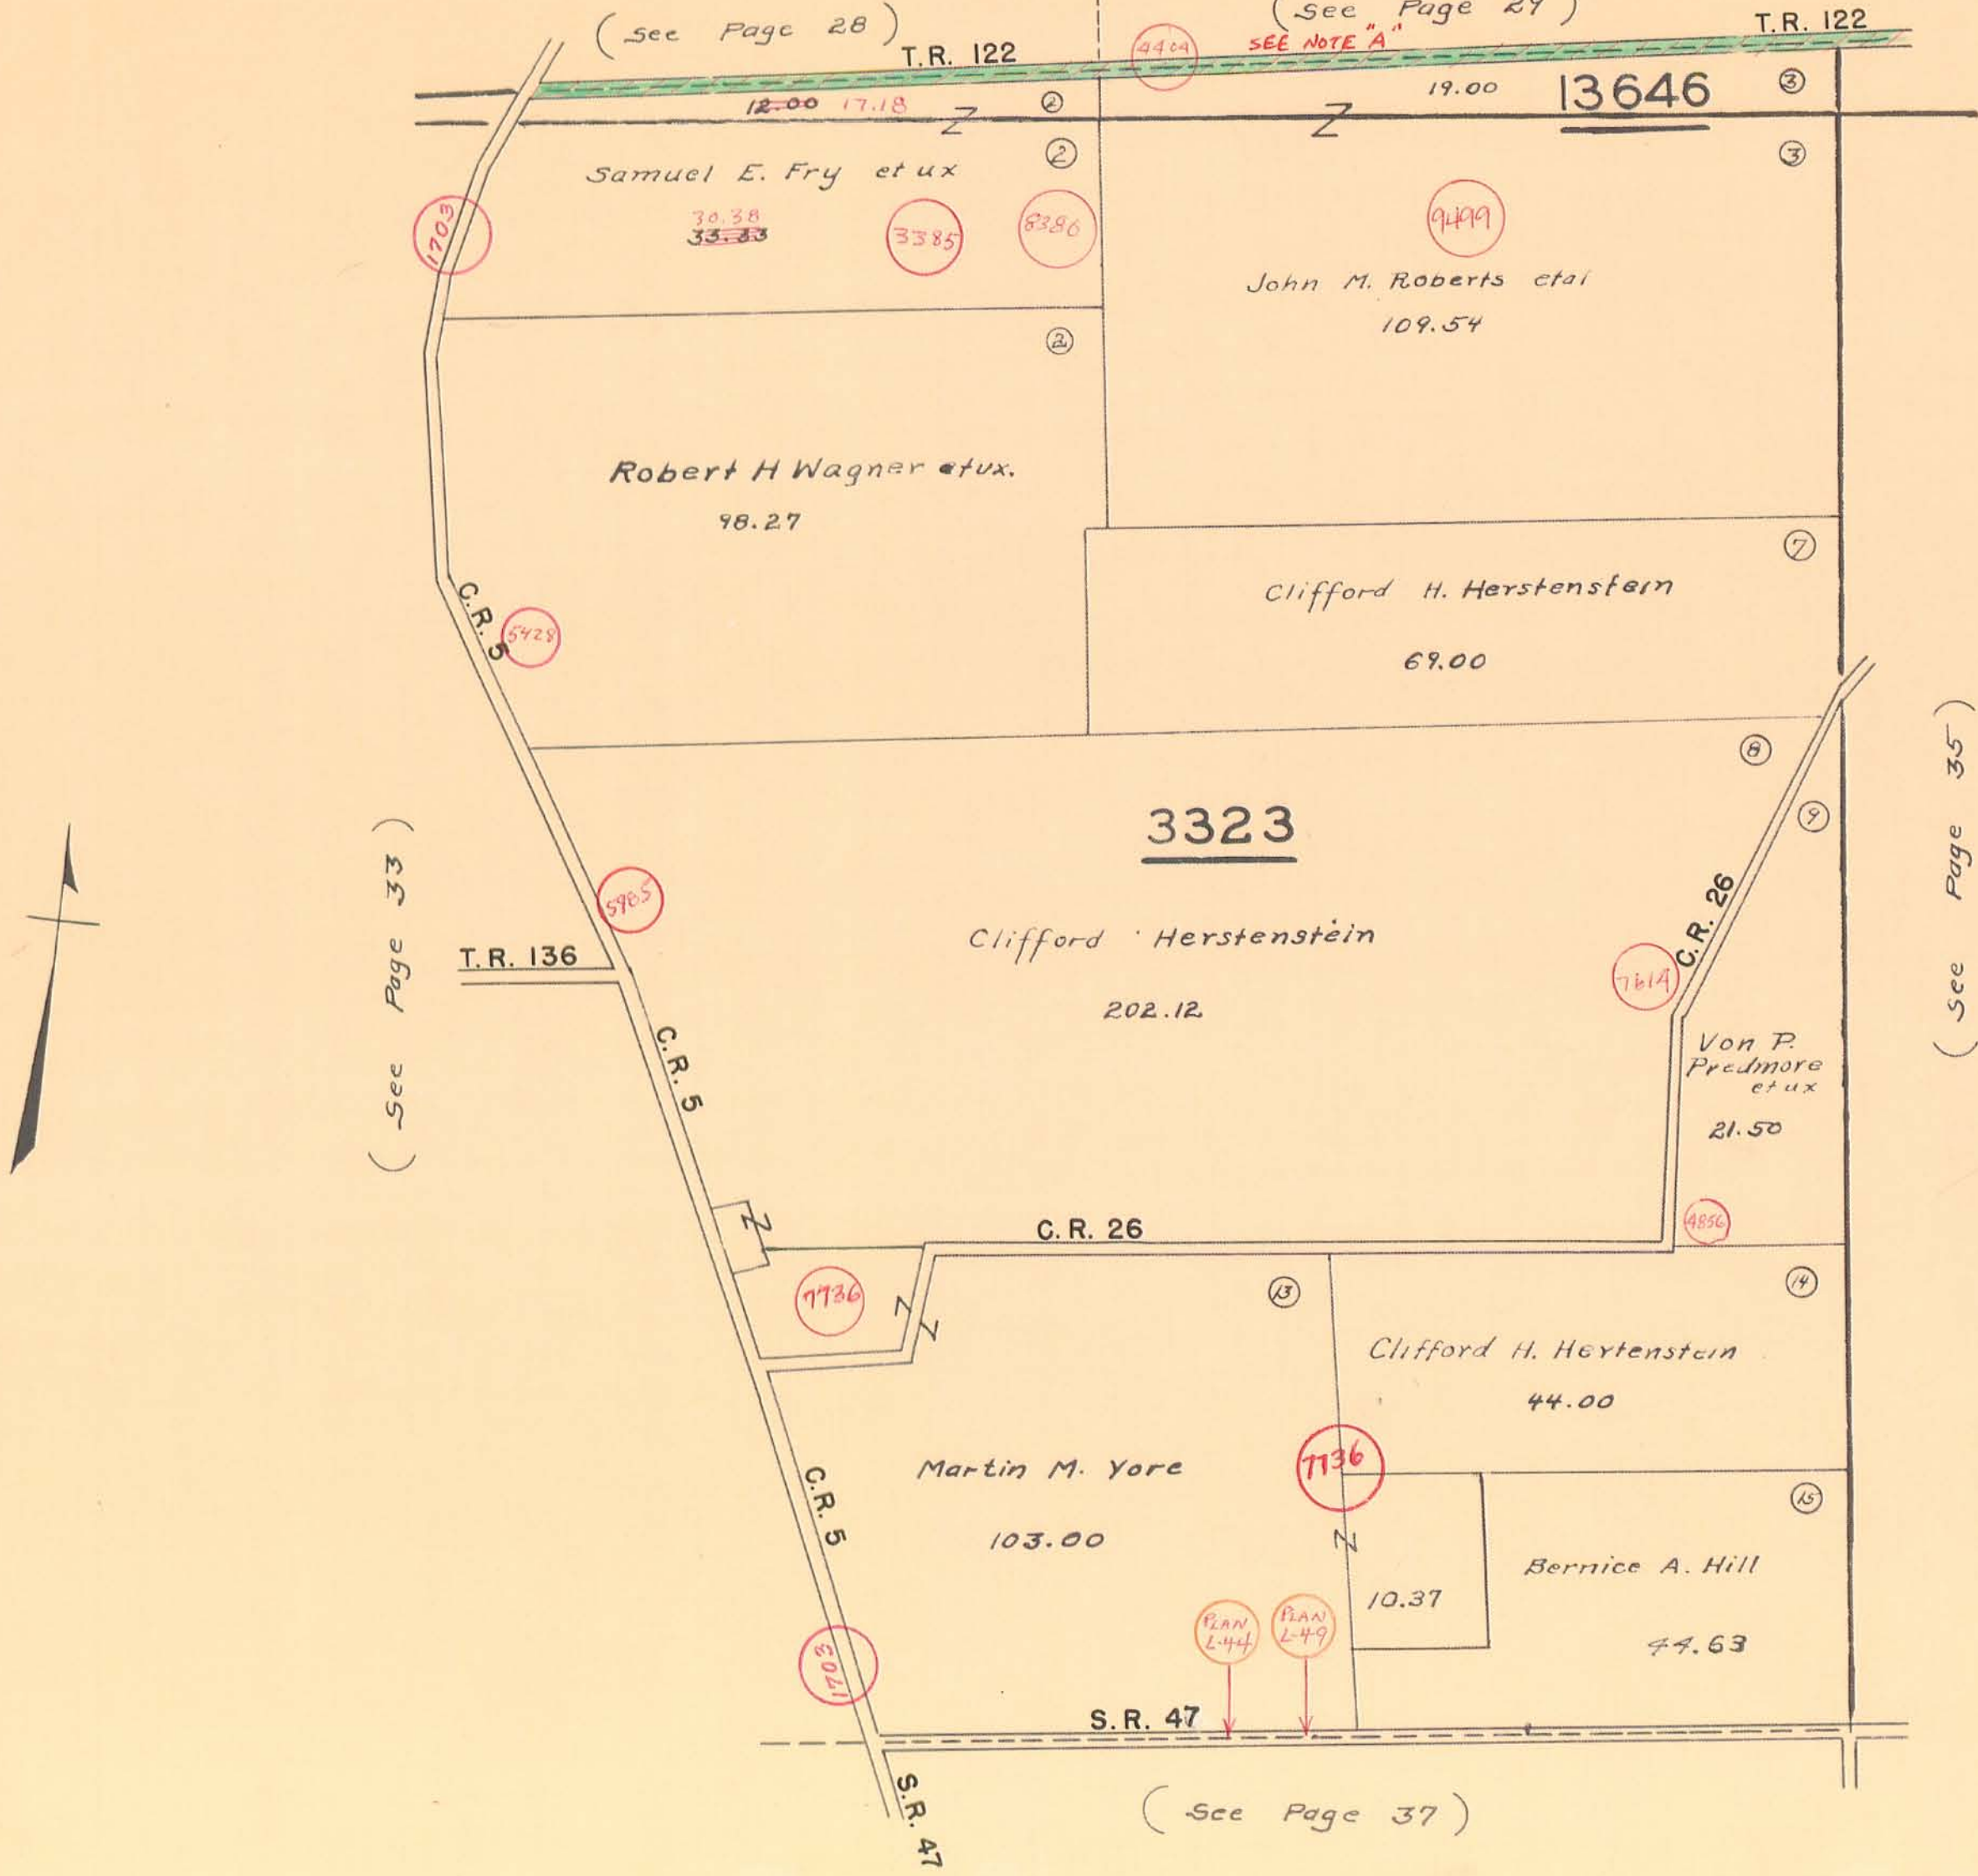 ( See Page 28 )
( See Page 29 )
T.R. 122
4404
SEE NOTE "A"
T.R. 122
12.00 17.18
2
19.00
13646
3
Samuel E. Fry et ux
2
3
30.38
33.33
1703
3385
8386
9499
John M. Roberts etal
109.54
2
Robert H Wagner etux.
98.27
7
Clifford H. Herstenstein
69.00
C.R. 5
5428
8
9
3323
( See Page 33 )
( See Page 35 )
5985
Clifford Herstenstein
202.12
C.R. 26
7614
T.R. 136
Von P.
Predmore
et ux
21.50
C.R. 5
4856
C.R. 26
7736
13
14
Clifford H. Hertenstein
44.00
Martin M. Yore
103.00
7736
15
C.R. 5
Bernice A. Hill
44.63
10.37
PLAN
L-44
PLAN
L-49
1703
S.R. 47
S.R. 47
( See Page 37 )